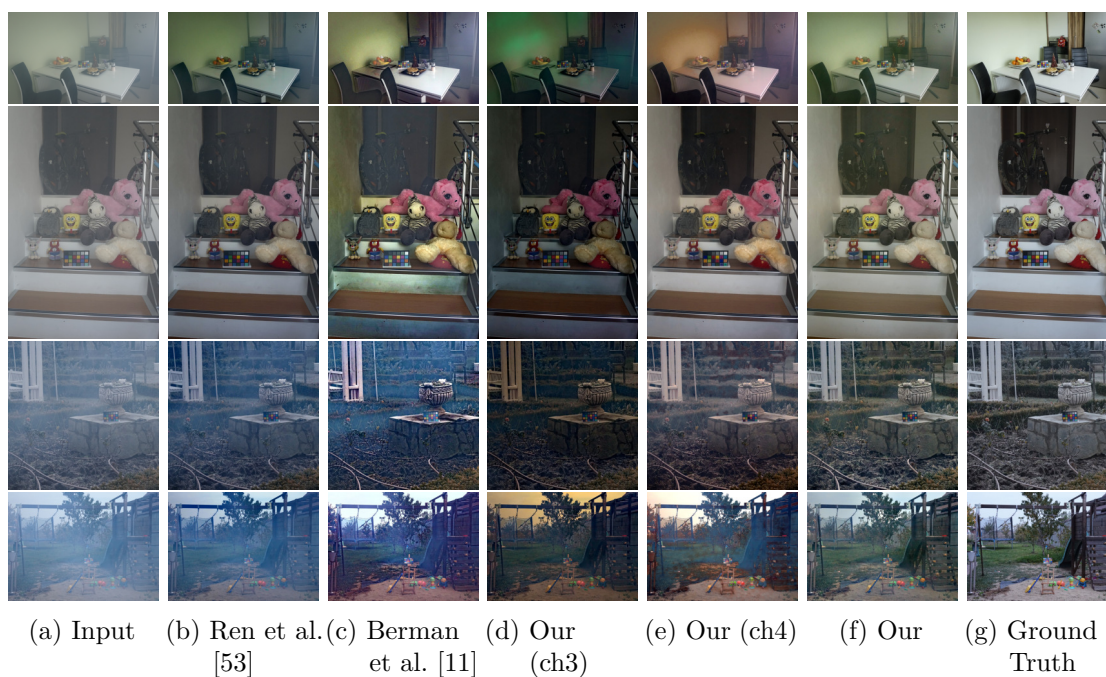 (a) Input (b) Ren et al. (c) Berman (d) Our (e) Our (ch4) (f) Our (g) Ground
[53] et al. [11] (ch3) Truth